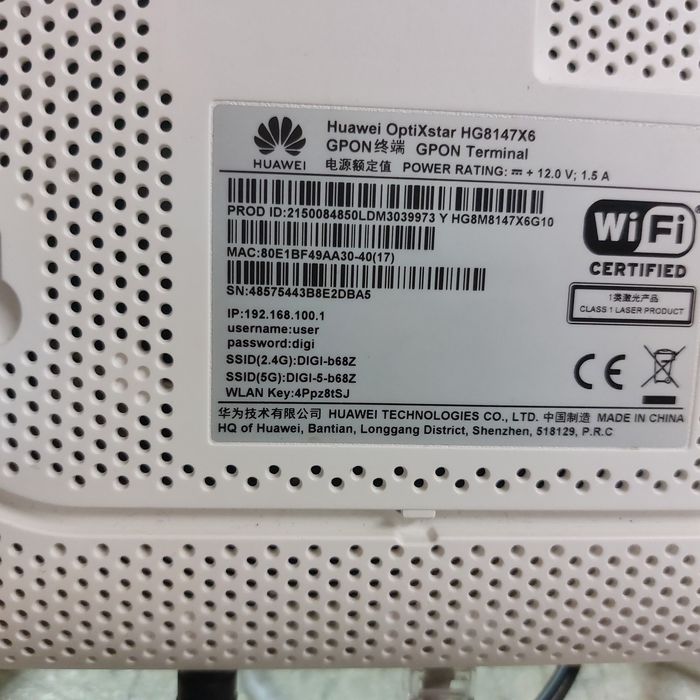 HUAWEI
Huawei OptiXstar HG8147X6
GPON终端 GPON Terminal
电源额定值 POWER RATING: ⎓ + 12.0 V; 1.5 A
PROD ID:2150084850LDM3039973 Y HG8M8147X6G10
MAC:80E1BF49AA30-40(17)
SN:48575443B8E2DBA5
Wi Fi®
CERTIFIED
1类激光产品
CLASS 1 LASER PRODUCT
IP:192.168.100.1
username:user
password:digi
SSID(2.4G):DIGI-b68Z
SSID(5G):DIGI-5-b68Z
WLAN Key:4Ppz8tSJ
CE
华为技术有限公司 HUAWEI TECHNOLOGIES CO., LTD. 中国制造 MADE IN CHINA
HQ of Huawei, Bantian, Longgang District, Shenzhen, 518129, P.R.C